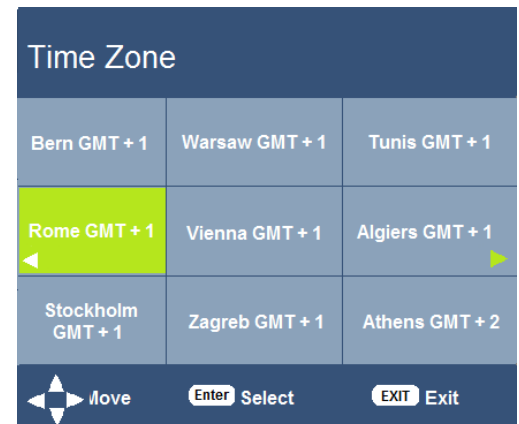 Time Zone
Bern GMT + 1 Warsaw GMT + 1 Tunis GMT + 1
Rome GMT + 1 Vienna GMT + 1 Algiers GMT + 1
Stockholm
GMT + 1 Zagreb GMT + 1 Athens GMT + 2
Move Enter Select EXIT Exit